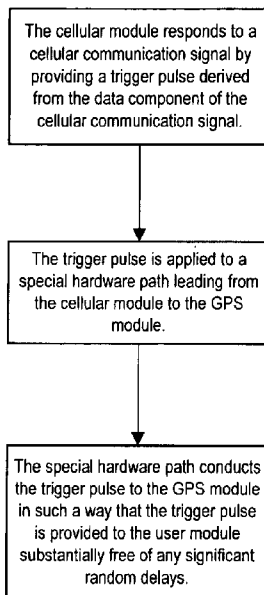 The cellular module responds to a
cellular communication signal by
providing a trigger pulse derived
from the data component of the
cellular communication signal.
The trigger pulse is applied to a
special hardware path leading from
the cellular module to the GPS
module.
The special hardware path conducts
the trigger pulse to the GPS module
in such a way that the trigger pulse
is provided to the user module
substantially free of any significant
random delays.